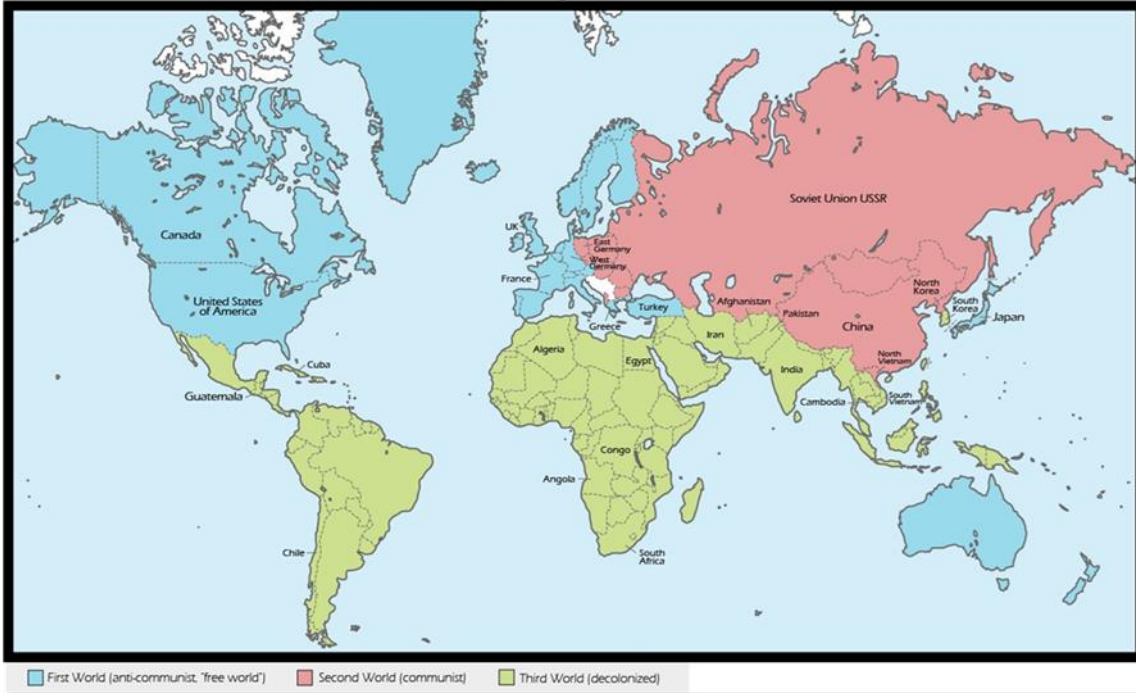 Soviet Union USSR
Canada
UK
East
Germany
West
Germany
France
North
Korea
South
Korea
United States
of America
Afghanistan
Turkey
Pakistan
Japan
China
Greece
Iran
Algeria
Egypt
North
Vietnam
Cuba
India
Guatemala
Cambodia
South
Vietnam
Congo
Angola
Chile
South
Africa
First World (anti-communist, "free world")
Second World (communist)
Third World (decolonized)